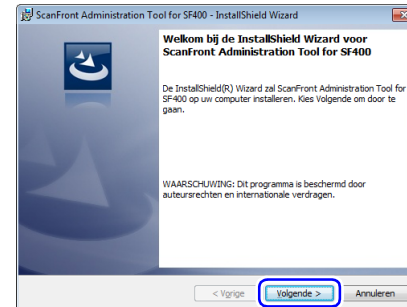 ScanFront Administration Tool for SF400 - InstallShield Wizard
Welkom bij de InstallShield Wizard voor
ScanFront Administration Tool for SF400
De InstallShield(R) Wizard zal ScanFront Administration Tool for
SF400 op uw computer installeren. Kies Volgende om door te
gaan.
WAARSCHUWING: Dit programma is beschermd door
auteursrechten en internationale verdragen.
< Vorige Volgende > Annuleren